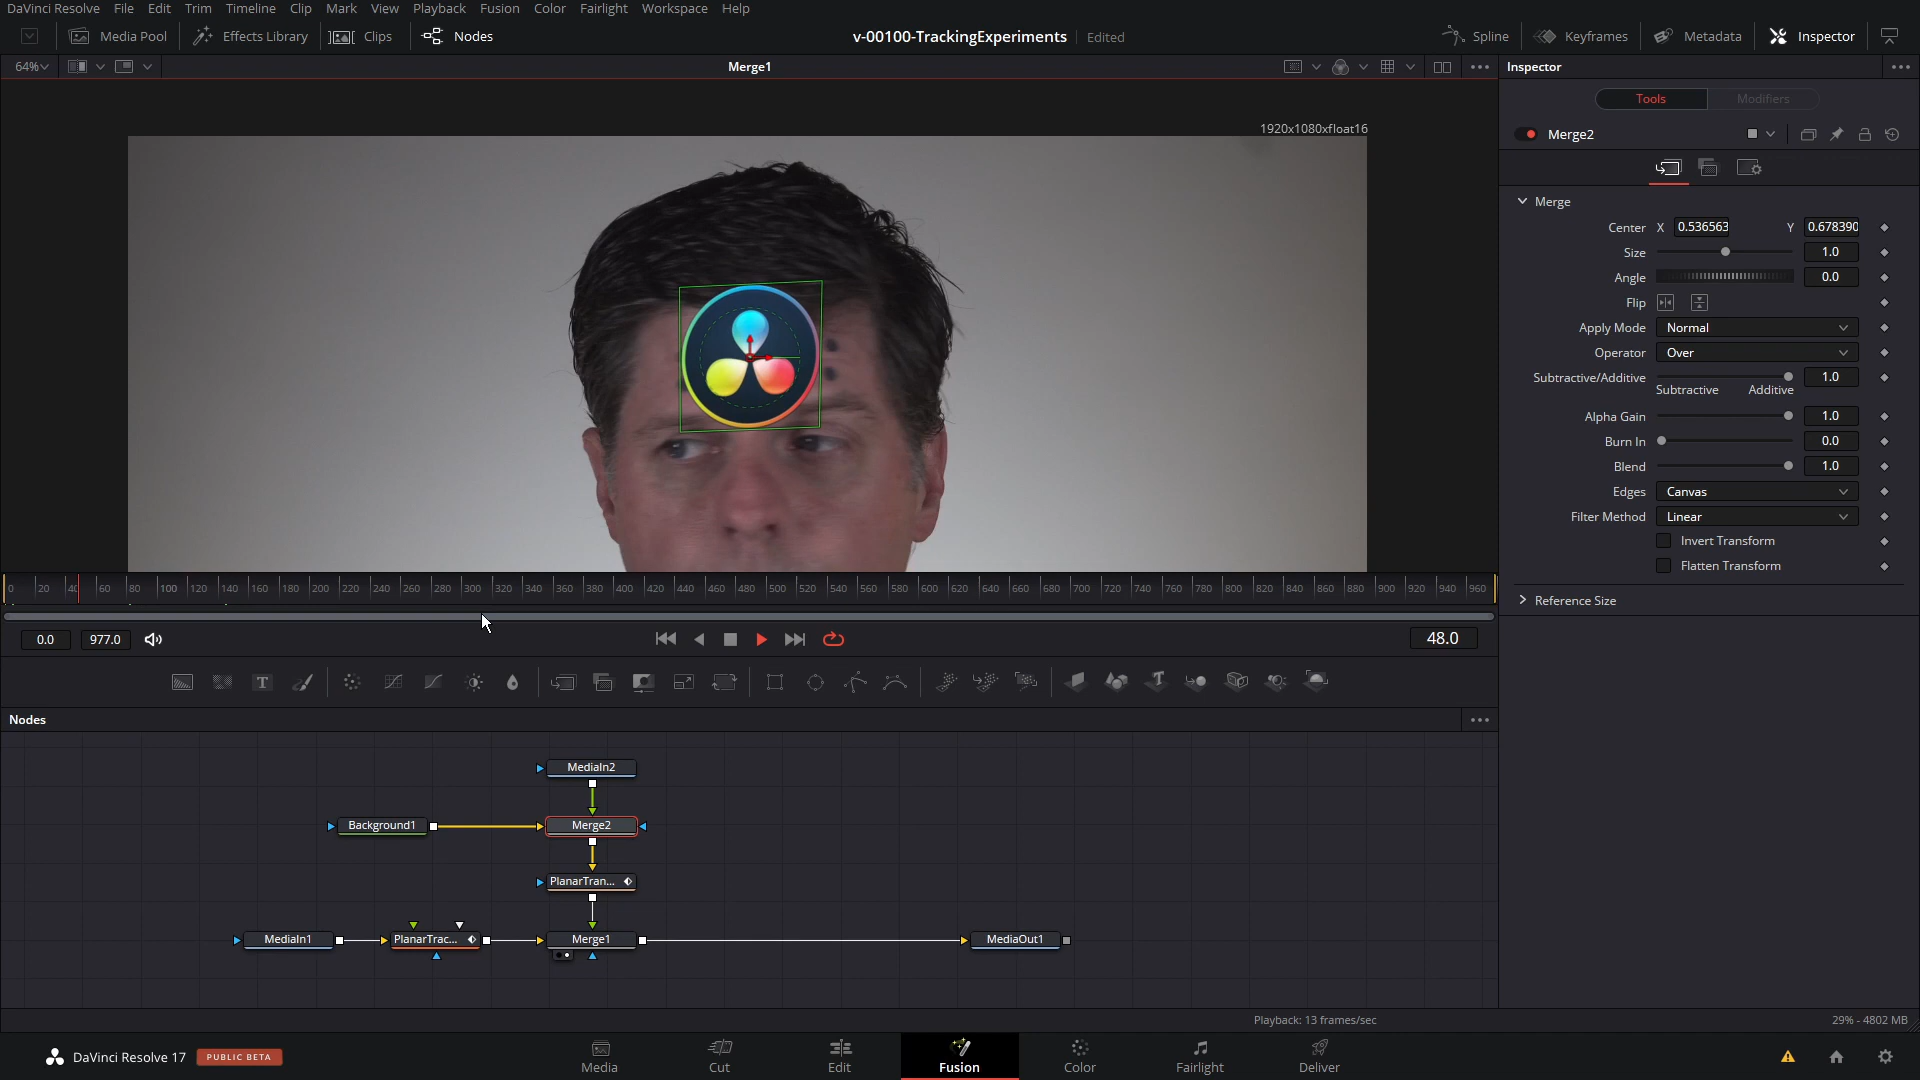 DaVinci Resolve File Edit Trim Timeline Clip Mark View Playback Fusion Color Fairlight Workspace Help
Media Pool Effects Library Clips Nodes v-00100-TrackingExperiments Edited Spline Keyframes Metadata Inspector
64% Merge1 Inspector
Tools Modifiers
1920x1080xfloat16
Merge2
Merge
Center X 0.536563 Y 0.678390
Size 1.0
Angle 0.0
Flip
Apply Mode Normal
Operator Over
Subtractive/Additive 1.0
Subtractive Additive
Alpha Gain 1.0
Burn In 0.0
Blend 1.0
Edges Canvas
Filter Method Linear
Invert Transform
Flatten Transform
Reference Size
0 20 40 60 80 100 120 140 160 180 200 220 240 260 280 300 320 340 360 380 400 420 440 460 480 500 520 540 560 580 600 620 640 660 680 700 720 740 760 780 800 820 840 860 880 900 920 940 960
0.0 977.0 48.0
T T
Nodes
MediaIn2
Background1 Merge2
PlanarTran...
MediaIn1 PlanarTrac... Merge1 MediaOut1
Playback: 13 frames/sec 29% - 4802 MB
DaVinci Resolve 17 PUBLIC BETA Media Cut Edit Fusion Color Fairlight Deliver